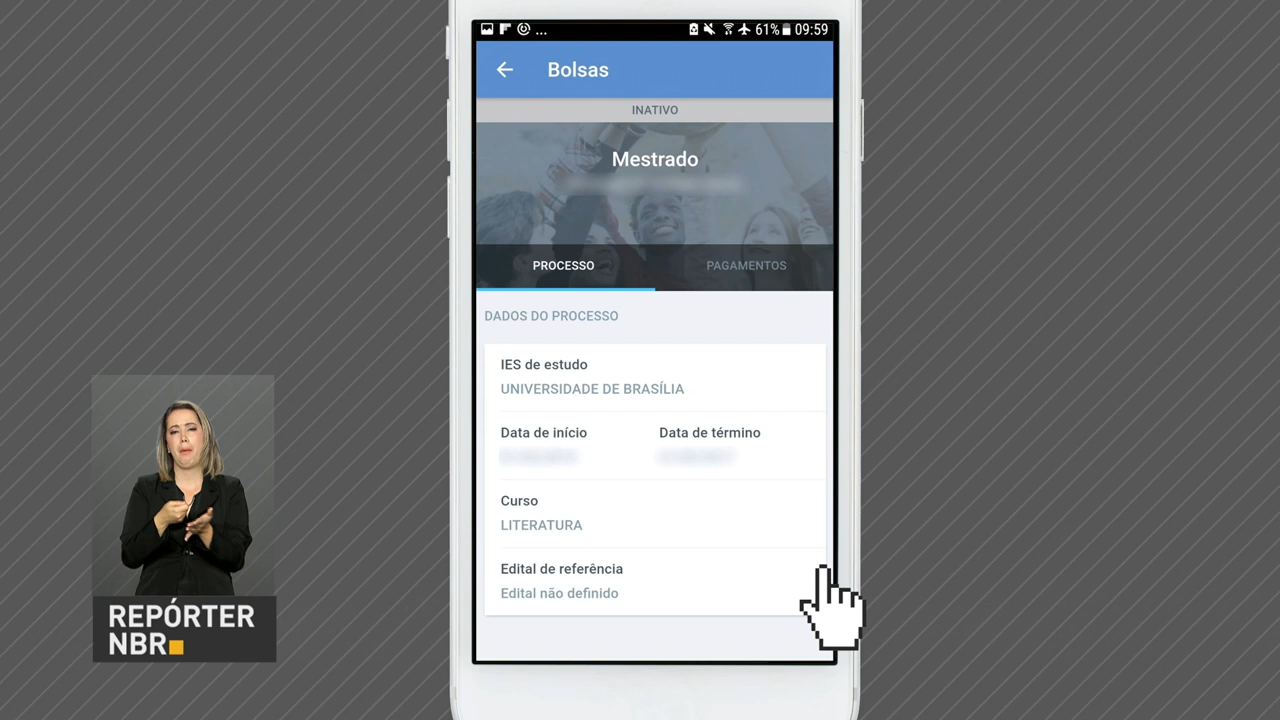 ... 61% 09:59
Bolsas
INATIVO
Mestrado
PROCESSO PAGAMENTOS
DADOS DO PROCESSO
IES de estudo
UNIVERSIDADE DE BRASÍLIA
Data de início Data de término
Curso
LITERATURA
Edital de referência
Edital não definido
REPÓRTER
NBR